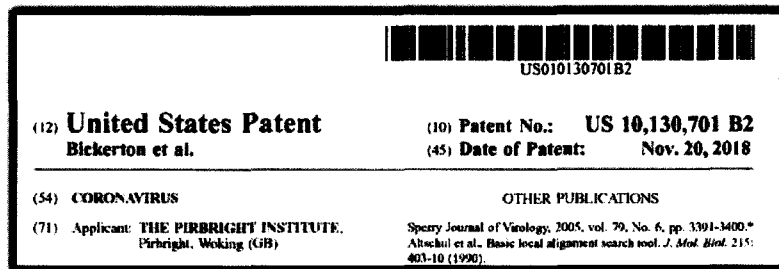 US010130701B2
(12) United States Patent
Bickerton et al.
(10) Patent No.: US 10,130,701 B2
(45) Date of Patent: Nov. 20, 2018
(54) CORONAVIRUS
(71) Applicant: THE PIRBRIGHT INSTITUTE,
Pirbright, Woking (GB)
OTHER PUBLICATIONS
Sperry Journal of Virology, 2005, vol. 79, No. 6, pp. 3391-3400.*
Altschul et al., Basic local alignment search tool. J. Mol. Biol. 215:
403-10 (1990).